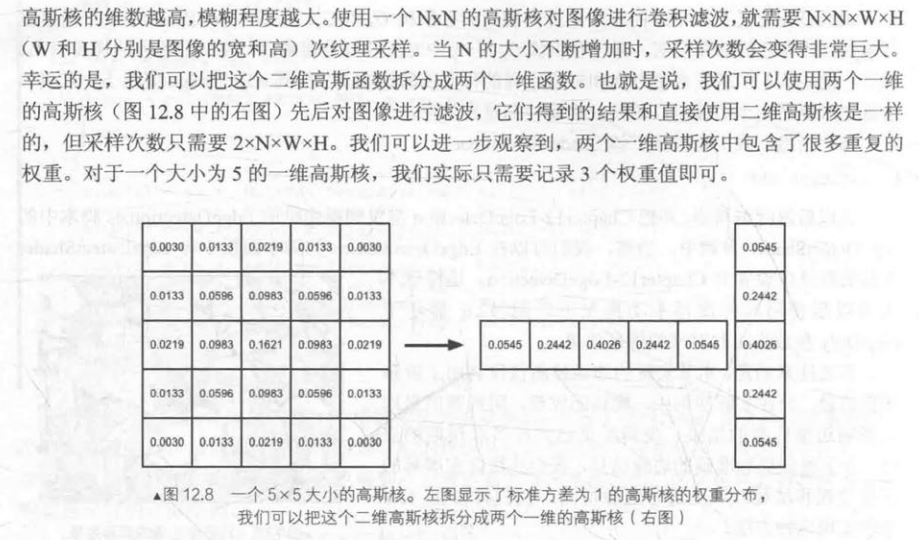 高斯核的维数越高，模糊程度越大。使用一个NxN的高斯核对图像进行卷积滤波，就需要 N×N×W×H
（W 和 H 分别是图像的宽和高）次纹理采样。当 N 的大小不断增加时，采样次数会变得非常巨大。
幸运的是，我们可以把这个二维高斯函数拆分成两个一维函数。也就是说，我们可以使用两个一维
的高斯核（图 12.8 中的右图）先后对图像进行滤波，它们得到的结果和直接使用二维高斯核是一样
的，但采样次数只需要 2×N×W×H。我们可以进一步观察到，两个一维高斯核中包含了很多重复的
权重。对于一个大小为 5 的一维高斯核，我们实际只需要记录 3 个权重值即可。
0.0030 0.0133 0.0219 0.0133 0.0030
0.0133 0.0596 0.0983 0.0596 0.0133
0.0219 0.0983 0.1621 0.0983 0.0219
0.0133 0.0596 0.0983 0.0596 0.0133
0.0030 0.0133 0.0219 0.0133 0.0030
0.0545 0.2442 0.4026 0.2442 0.0545
0.0545
0.2442
0.4026
0.0545
▲图12.8 一个 5×5 大小的高斯核。左图显示了标准方差为 1 的高斯核的权重分布，
我们可以把这个二维高斯核拆分成两个一维的高斯核（右图）